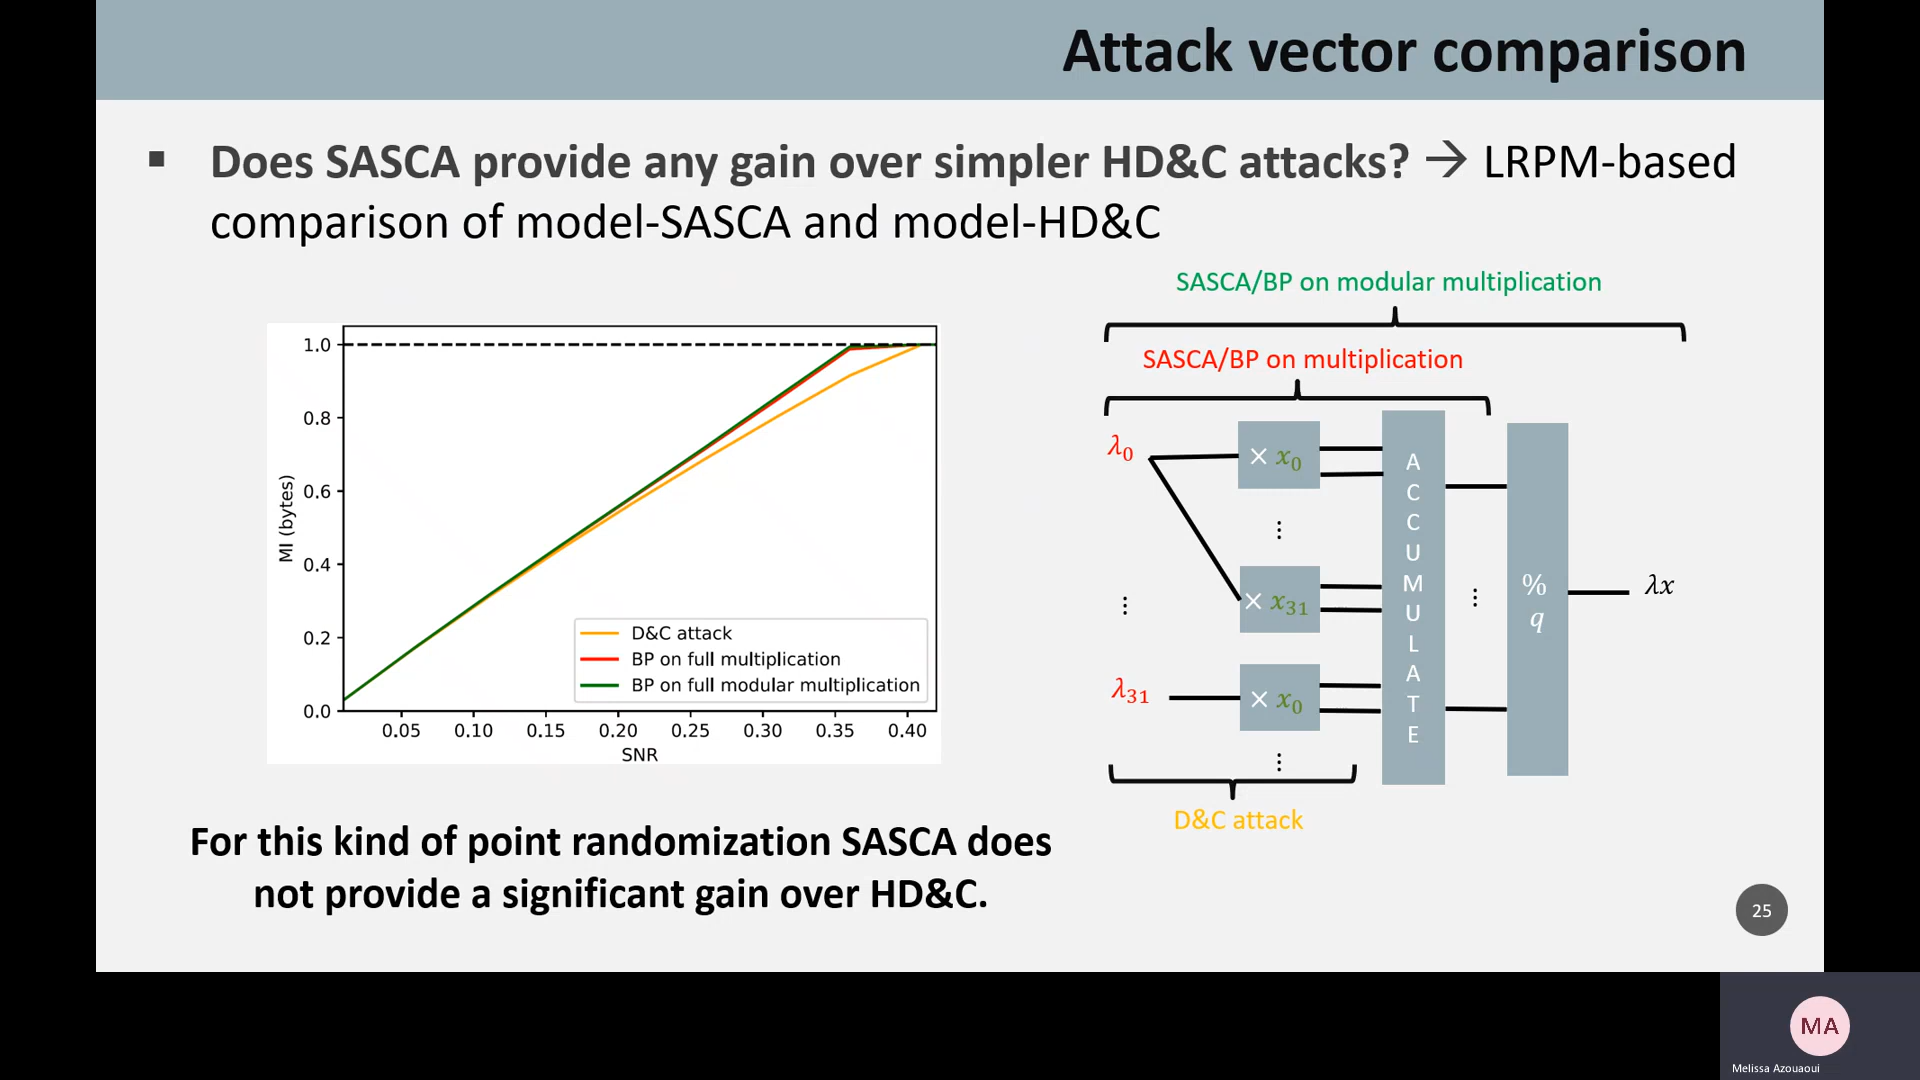 Attack vector comparison
▪ Does SASCA provide any gain over simpler HD&C attacks? → LRPM-based
comparison of model-SASCA and model-HD&C
1.0
0.8
0.6
0.4
0.2
0.0
MI (bytes)
0.05 0.10 0.15 0.20 0.25 0.30 0.35 0.40
SNR
D&C attack
BP on full multiplication
BP on full modular multiplication
SASCA/BP on modular multiplication
SASCA/BP on multiplication
λ0
× x0
⋮
× x31
⋮
λ31
× x0
⋮
ACCUMULATE
⋮
%
q
λx
D&C attack
For this kind of point randomization SASCA does
not provide a significant gain over HD&C.
25
MA
Melissa Azouaoui